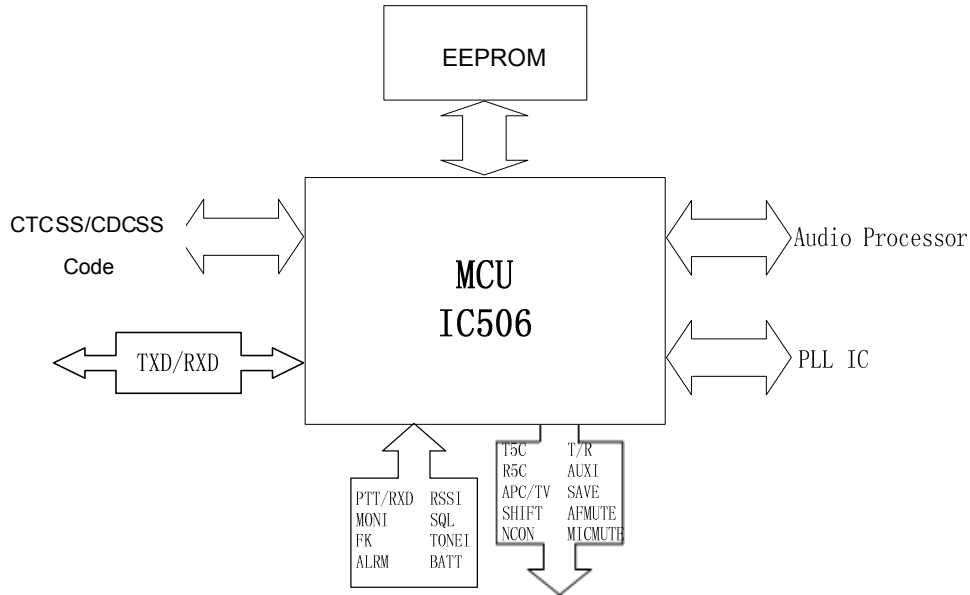 EEPROM
CTCSS/CDCSS
Code
Audio Processor
MCU
IC506
TXD/RXD
PLL IC
PTT/RXD RSSI
MONI SQL
FK TONEI
ALRM BATT
T5C T/R
R5C AUXI
APC/TV SAVE
SHIFT AFMUTE
NCON MICMUTE